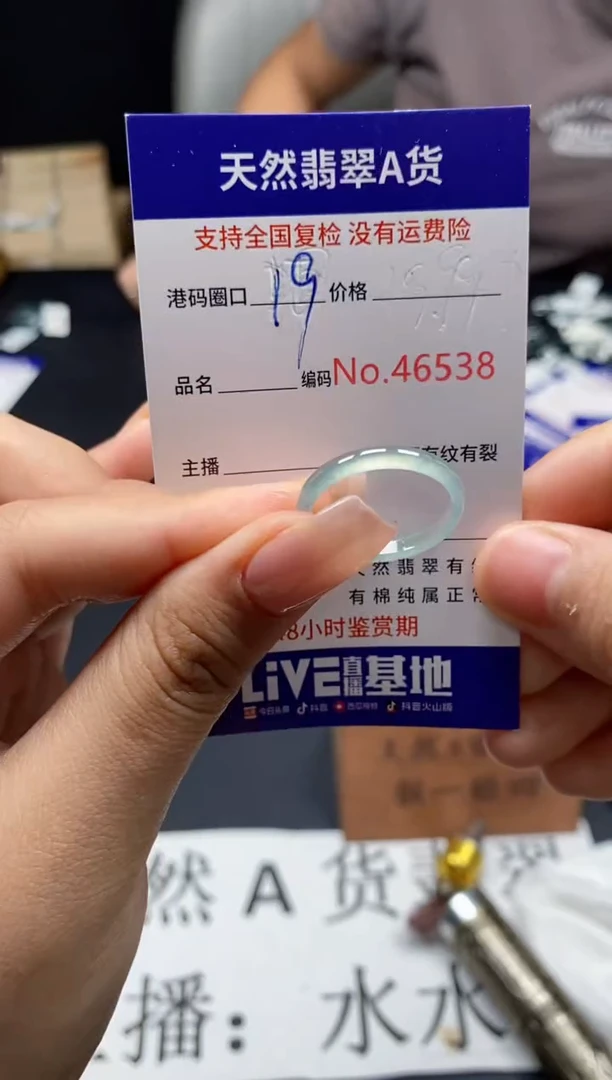 天然翡翠A货
支持全国复检 没有运费险
港码圈口 19 价格
品名 编码 No.46538
主播 有纹有裂
然翡翠有
有棉纯属正常
8小时鉴赏期
LiVE直播基地
今日头条 抖音 西瓜视频 抖音火山版
然 A 货
播：水水